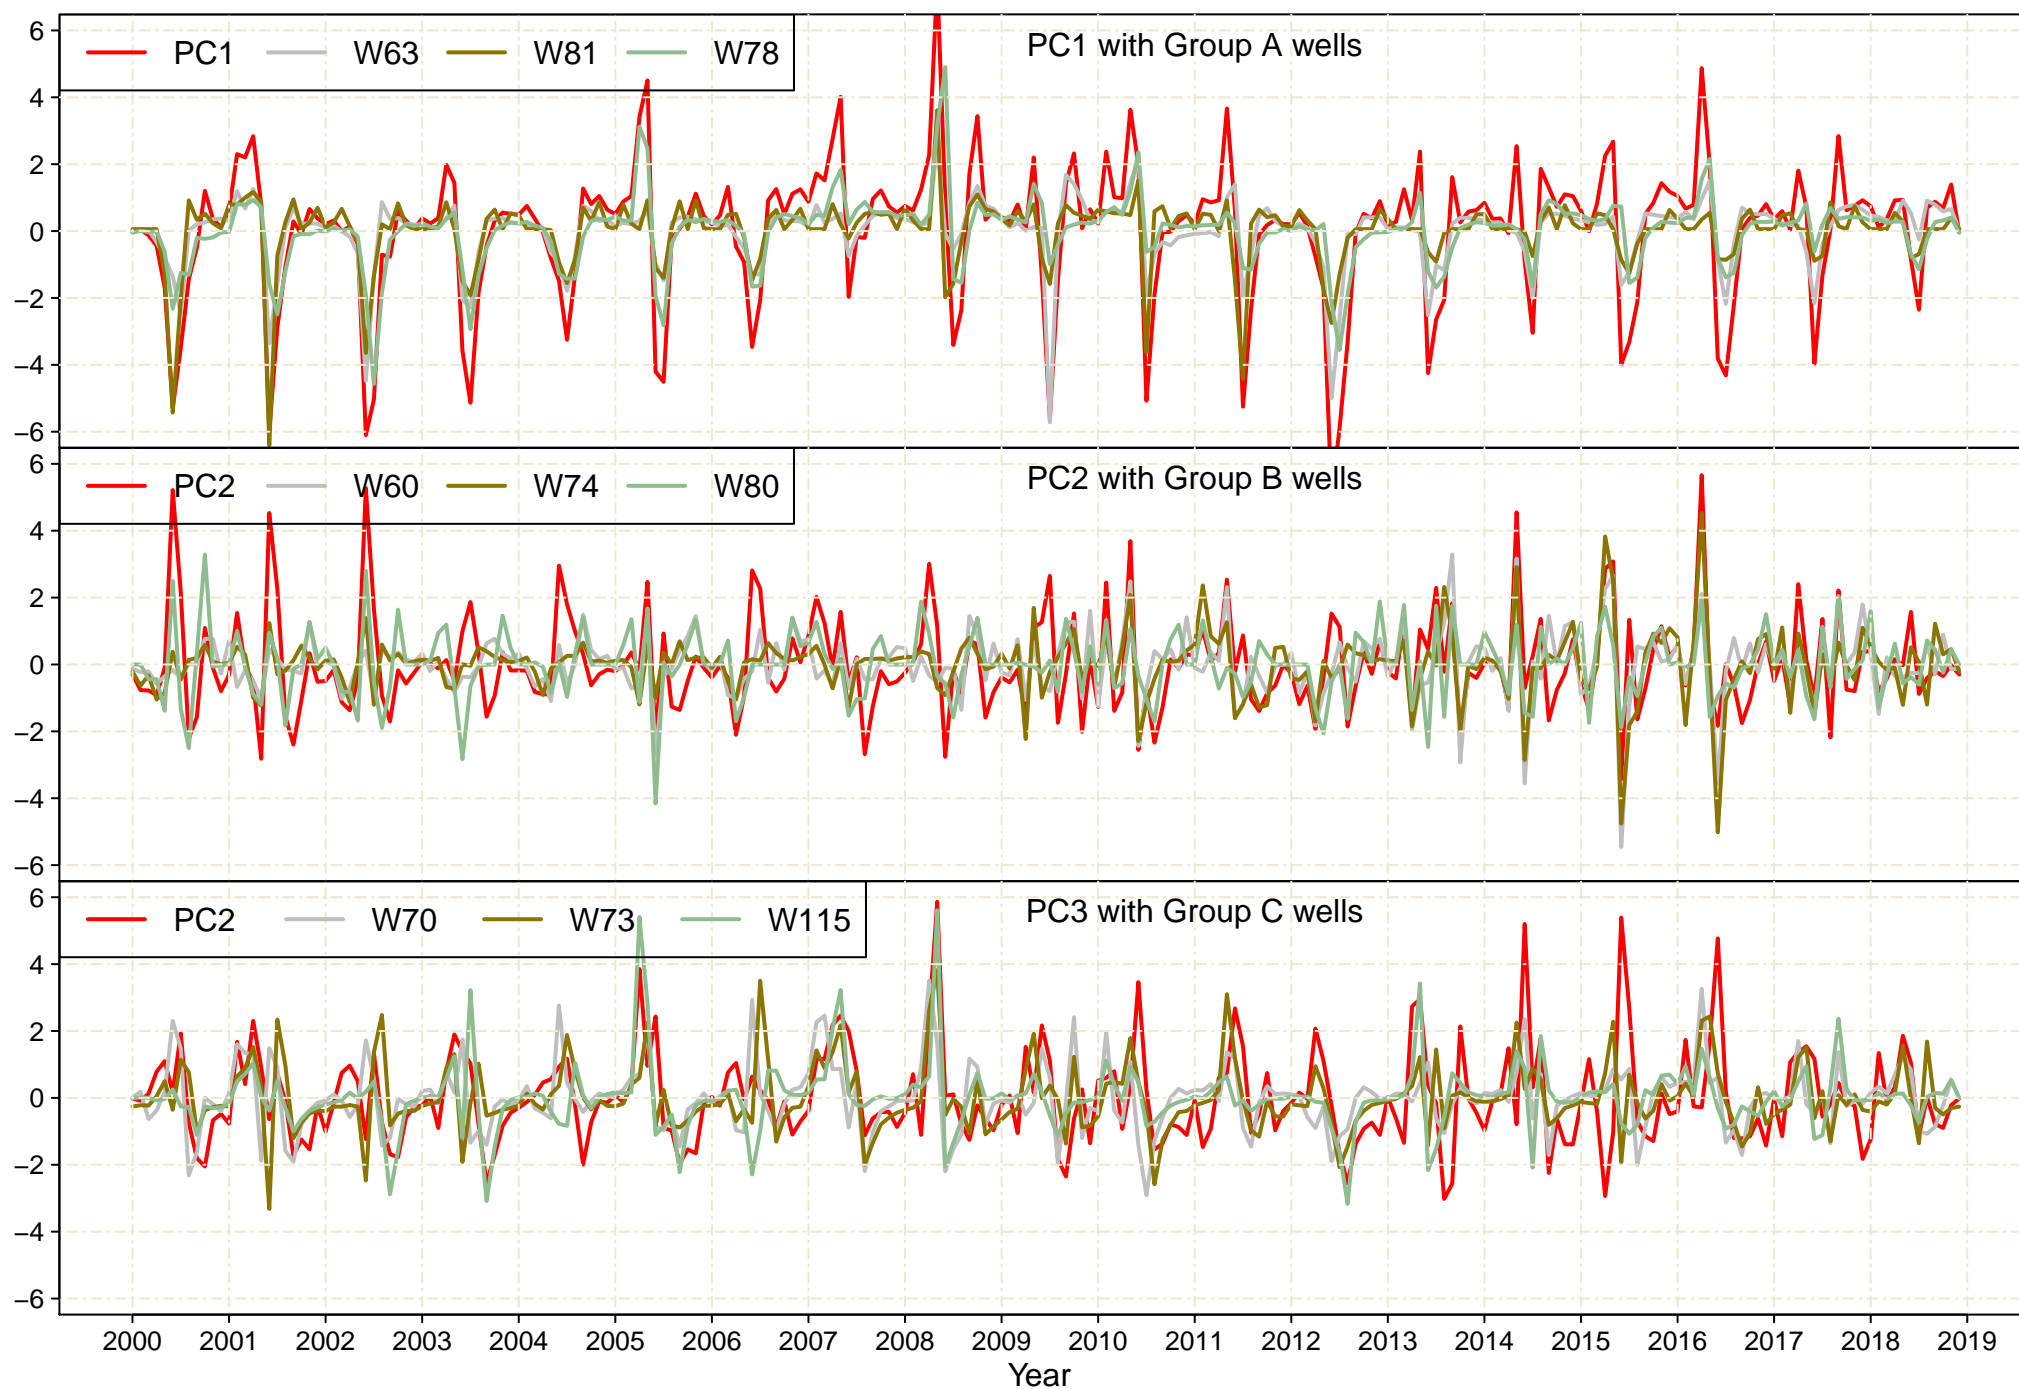 PC1 W63 W81 W78
PC1 with Group A wells
6
4
2
0
−2
−4
−6
PC2 W60 W74 W80
PC2 with Group B wells
6
4
2
0
−2
−4
−6
PC2 W70 W73 W115
PC3 with Group C wells
6
4
2
0
−2
−4
−6
2000 2001 2002 2003 2004 2005 2006 2007 2008 2009 2010 2011 2012 2013 2014 2015 2016 2017 2018 2019
Year